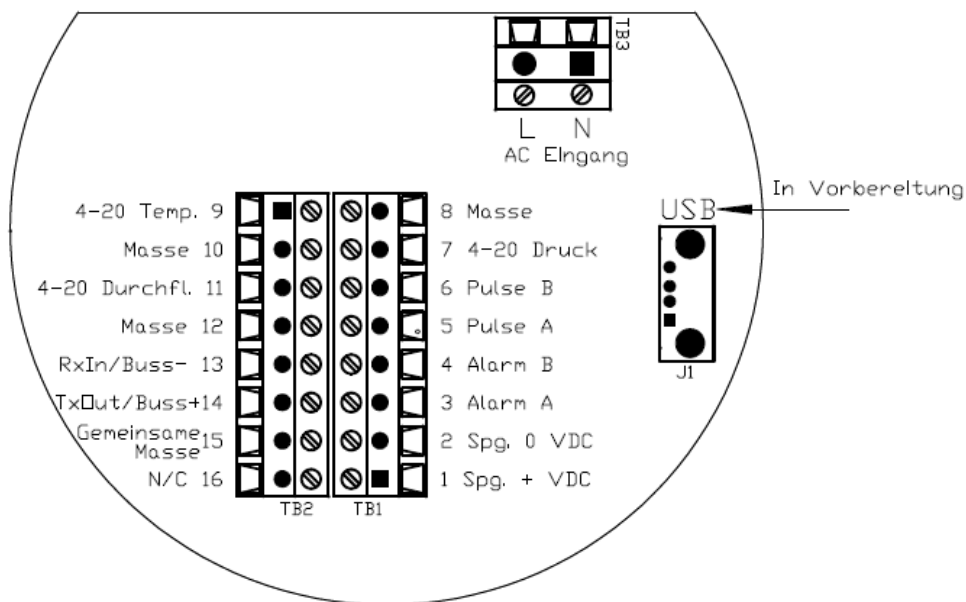 TB3
L N
AC EIngang
In Vorbereitung
USB
4-20 Temp. 9
Masse 10
4-20 Durchfl. 11
Masse 12
RxIn/Buss- 13
TxOut/Buss+14
Gemeinsame
Masse 15
N/C 16
8 Masse
7 4-20 Druck
6 Pulse B
5 Pulse A
4 Alarm B
3 Alarm A
2 Spg. 0 VDC
1 Spg. + VDC
TB2 TB1
J1